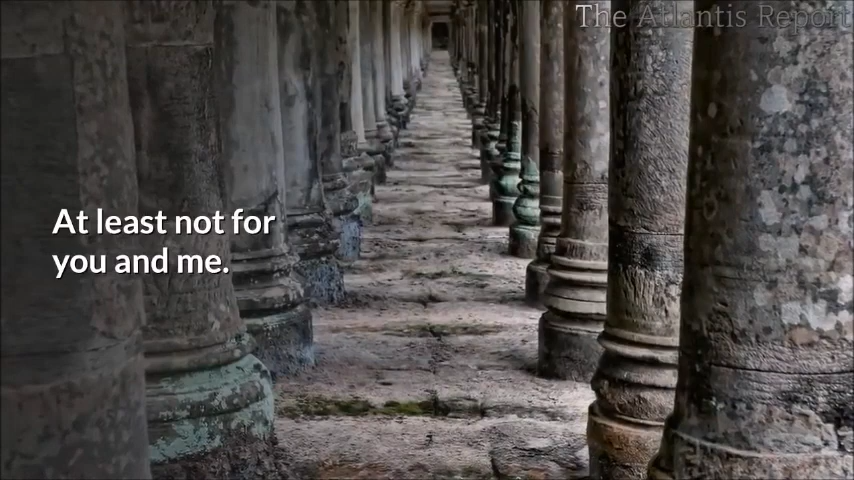 The Atlantis Report
At least not for
you and me.